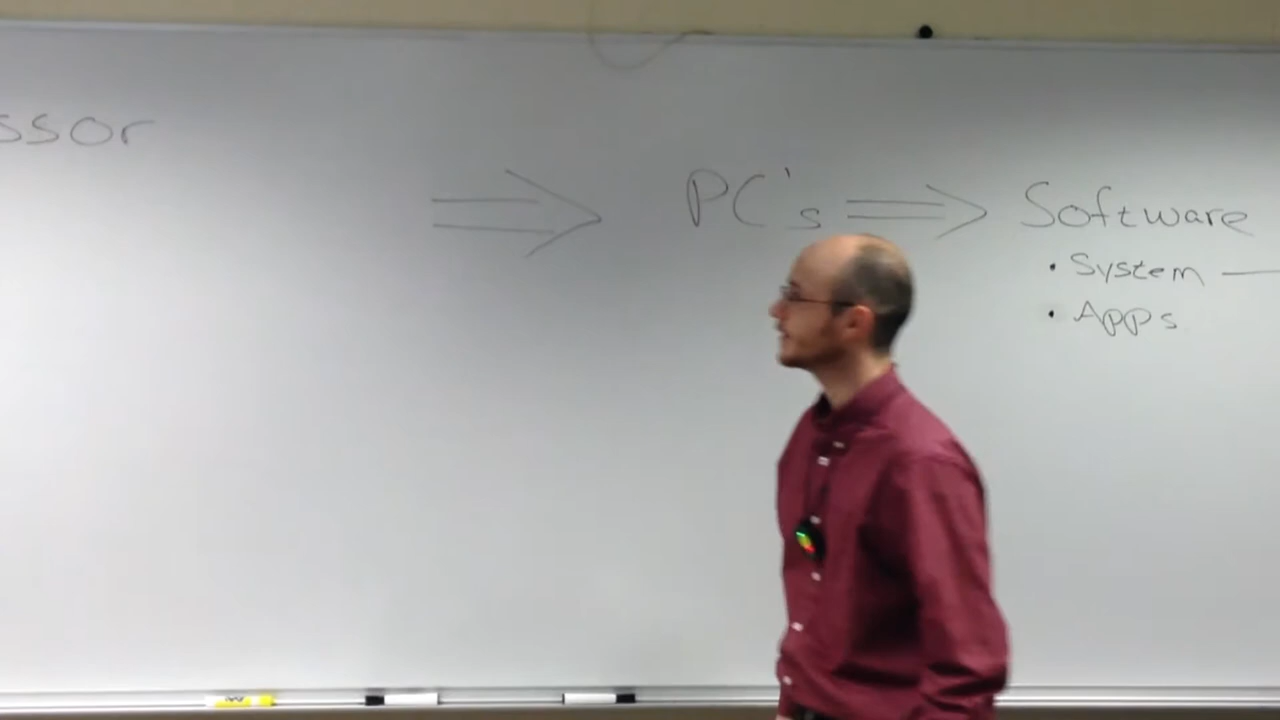 ssor
⇒ PC's ⇒ Software
• System —
• Apps